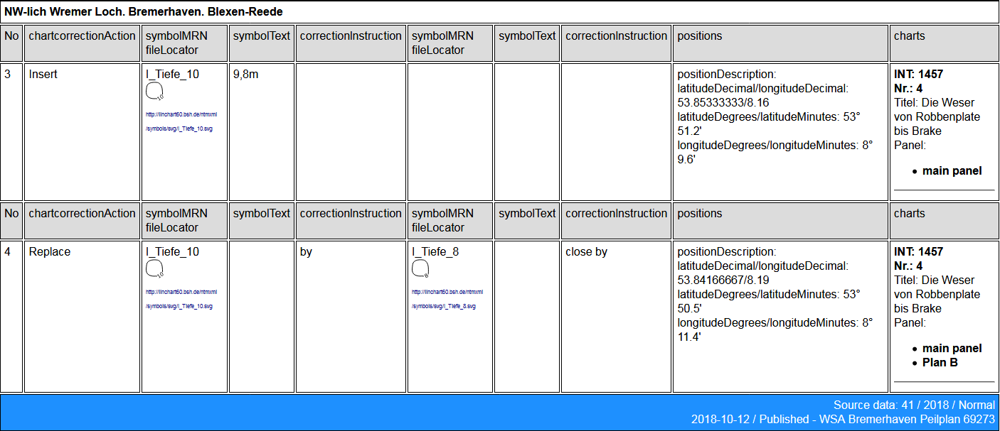 NW-lich Wremer Loch. Bremerhaven. Blexen-Reede
No chartcorrectionAction symbolMRN fileLocator symbolText correctionInstruction symbolMRN fileLocator symbolText correctionInstruction positions charts
3 Insert I_Tiefe_10
10
http://linchart60.bsh.de/ntmxml
/symbols/svg/I_Tiefe_10.svg
9,8m
positionDescription:
latitudeDecimal/longitudeDecimal:
53.85333333/8.16
latitudeDegrees/latitudeMinutes: 53°
51.2'
longitudeDegrees/longitudeMinutes: 8°
9.6'
INT: 1457
Nr.: 4
Titel: Die Weser
von Robbenplate
bis Brake
Panel:
• main panel
No chartcorrectionAction symbolMRN fileLocator symbolText correctionInstruction symbolMRN fileLocator symbolText correctionInstruction positions charts
4 Replace I_Tiefe_10
10
http://linchart60.bsh.de/ntmxml
/symbols/svg/I_Tiefe_10.svg
by
I_Tiefe_8
8
http://linchart60.bsh.de/ntmxml
/symbols/svg/I_Tiefe_8.svg
close by
positionDescription:
latitudeDecimal/longitudeDecimal:
53.84166667/8.19
latitudeDegrees/latitudeMinutes: 53°
50.5'
longitudeDegrees/longitudeMinutes: 8°
11.4'
INT: 1457
Nr.: 4
Titel: Die Weser
von Robbenplate
bis Brake
Panel:
• main panel
• Plan B
Source data: 41 / 2018 / Normal
2018-10-12 / Published - WSA Bremerhaven Peilplan 69273